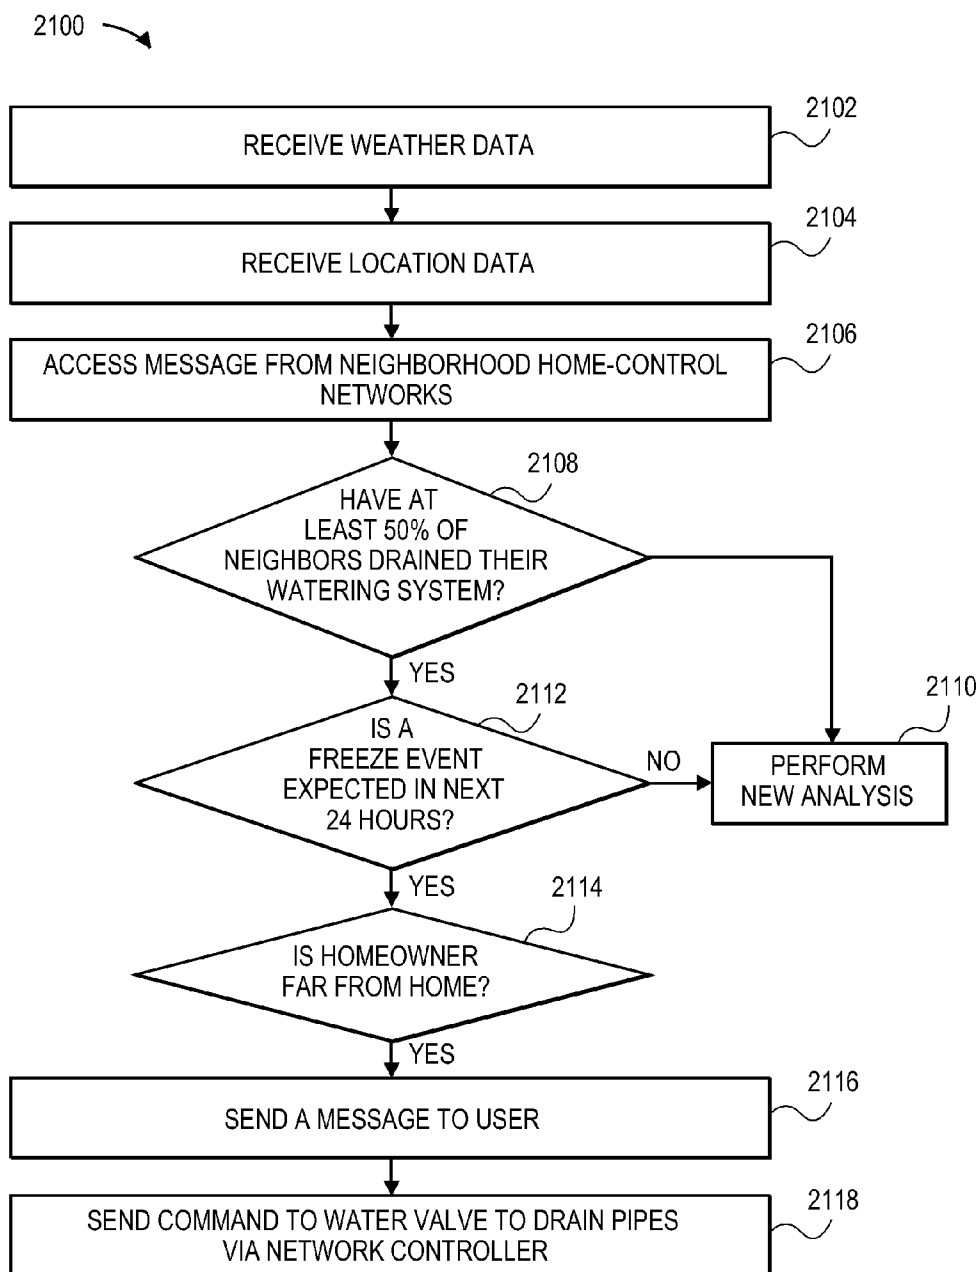 2100
2102
RECEIVE WEATHER DATA
2104
RECEIVE LOCATION DATA
2106
ACCESS MESSAGE FROM NEIGHBORHOOD HOME-CONTROL
NETWORKS
2108
HAVE AT
LEAST 50% OF
NEIGHBORS DRAINED THEIR
WATERING SYSTEM?
YES
2112
2110
IS A
FREEZE EVENT
EXPECTED IN NEXT
24 HOURS?
NO
PERFORM
NEW ANALYSIS
YES
2114
IS HOMEOWNER
FAR FROM HOME?
YES
2116
SEND A MESSAGE TO USER
2118
SEND COMMAND TO WATER VALVE TO DRAIN PIPES
VIA NETWORK CONTROLLER